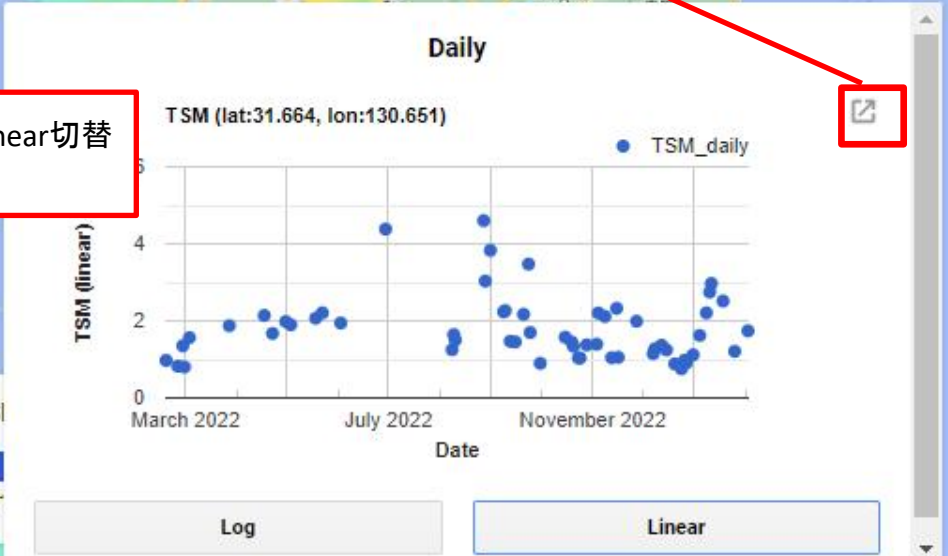 Daily
TSM (lat:31.664, lon:130.651)
near切替
TSM_daily
6
4
2
0
TSM (linear)
March 2022
July 2022
November 2022
Date
Log
Linear